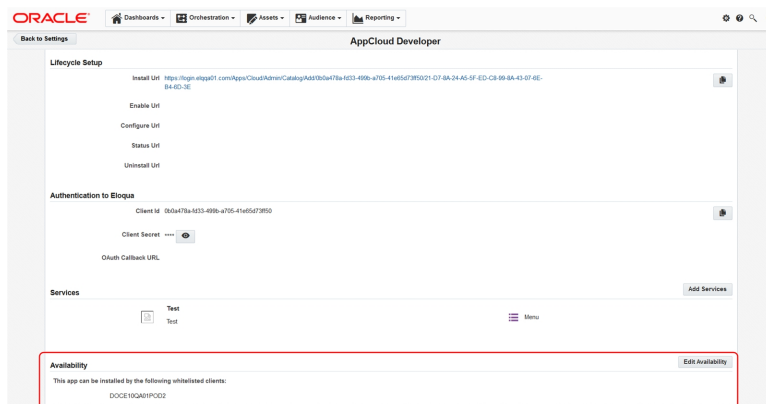 ORACLE®
Dashboards
Orchestration
Assets
Audience
Reporting
Back to Settings
AppCloud Developer
Lifecycle Setup
Install Url https://login.elqqa01.com/Apps/Cloud/Admin/Catalog/Add/0b0a478a-fd33-499b-a705-41e65d73ff50/21-D7-8A-24-A5-5F-ED-C8-99-8A-43-07-6E-
B4-6D-3E
Enable Url
Configure Url
Status Url
Uninstall Url
Authentication to Eloqua
Client Id 0b0a478a-fd33-499b-a705-41e65d73ff50
Client Secret ••••
OAuth Callback URL
Services
Add Services
Test
Test
Menu
Availability
Edit Availability
This app can be installed by the following whitelisted clients:
DOCE10QA01POD2